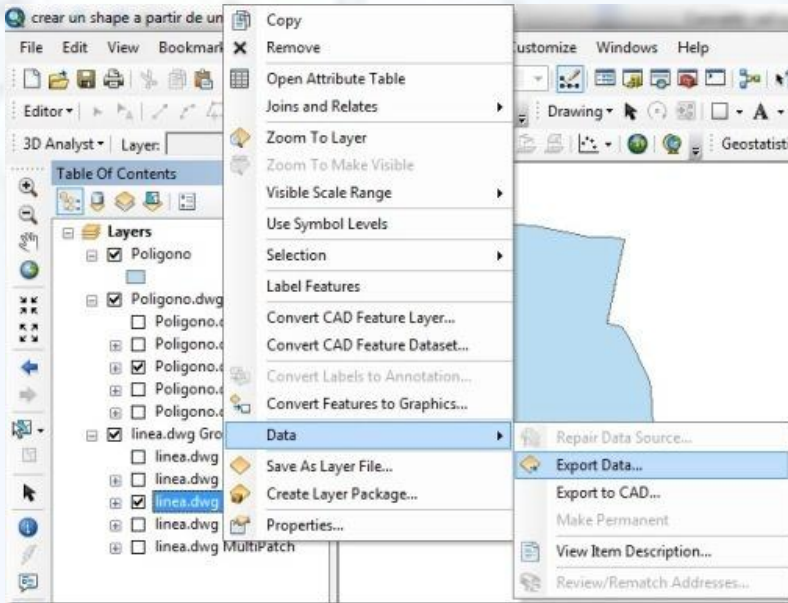 crear un shape a partir de un
File Edit View Bookmar Customize Windows Help
Editor
Drawing A
3D Analyst Layer: Geostatist
Table Of Contents
Layers
Poligono
Poligono.dwg
Poligono.
Poligono.
Poligono.
Poligono.
Poligono.
linea.dwg Gro
linea.dwg
linea.dwg
linea.dwg
linea.dwg
linea.dwg MultiPatch
Copy
Remove
Open Attribute Table
Joins and Relates
Zoom To Layer
Zoom To Make Visible
Visible Scale Range
Use Symbol Levels
Selection
Label Features
Convert CAD Feature Layer...
Convert CAD Feature Dataset...
Convert Labels to Annotation...
Convert Features to Graphics...
Data
Save As Layer File...
Create Layer Package...
Properties...
Repair Data Source...
Export Data...
Export to CAD...
Make Permanent
View Item Description...
Review/Rematch Addresses...